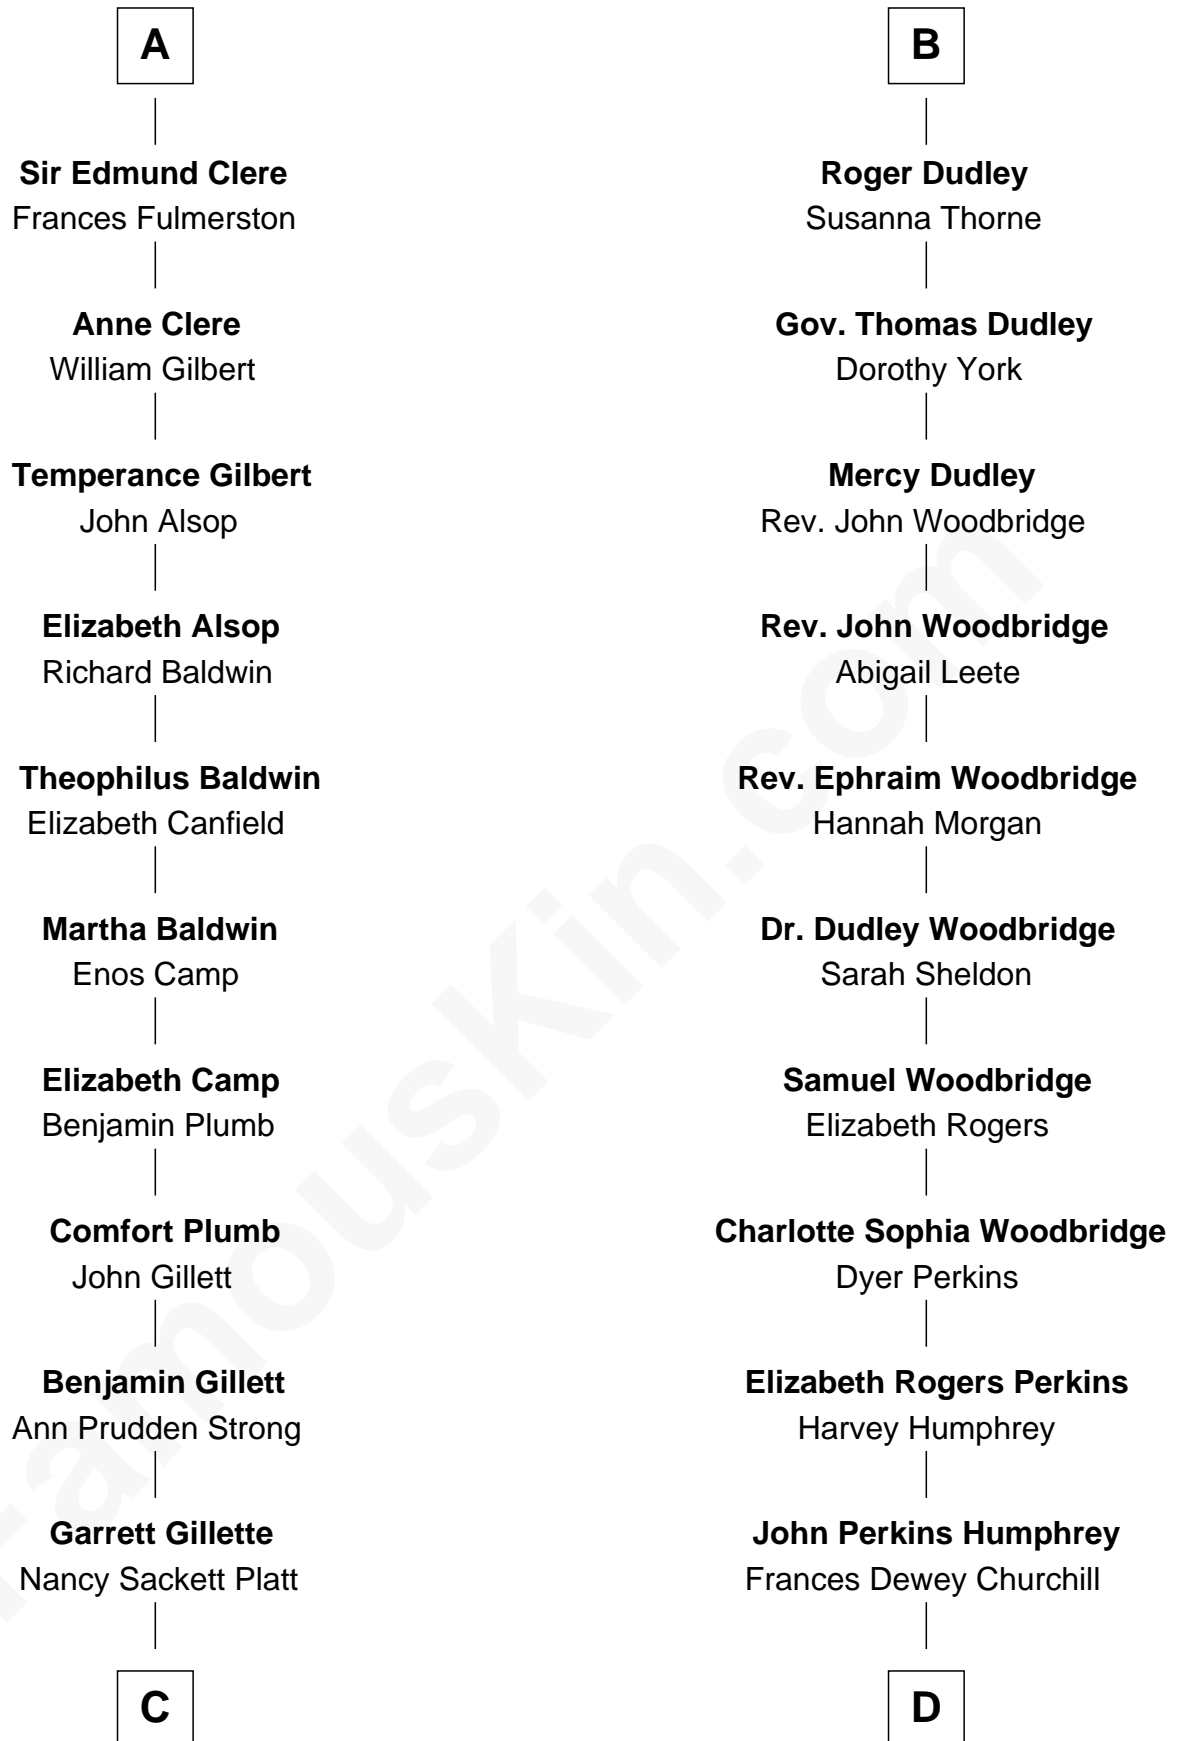 A
Sir Edmund Clere
Frances Fulmerston
Anne Clere
William Gilbert
Temperance Gilbert
John Alsop
Elizabeth Alsop
Richard Baldwin
Theophilus Baldwin
Elizabeth Canfield
Martha Baldwin
Enos Camp
Elizabeth Camp
Benjamin Plumb
Comfort Plumb
John Gillett
Benjamin Gillett
Ann Prudden Strong
Garrett Gillette
Nancy Sackett Platt
C
B
Roger Dudley
Susanna Thorne
Gov. Thomas Dudley
Dorothy York
Mercy Dudley
Rev. John Woodbridge
Rev. John Woodbridge
Abigail Leete
Rev. Ephraim Woodbridge
Hannah Morgan
Dr. Dudley Woodbridge
Sarah Sheldon
Samuel Woodbridge
Elizabeth Rogers
Charlotte Sophia Woodbridge
Dyer Perkins
Elizabeth Rogers Perkins
Harvey Humphrey
John Perkins Humphrey
Frances Dewey Churchill
D
FamousKin.com